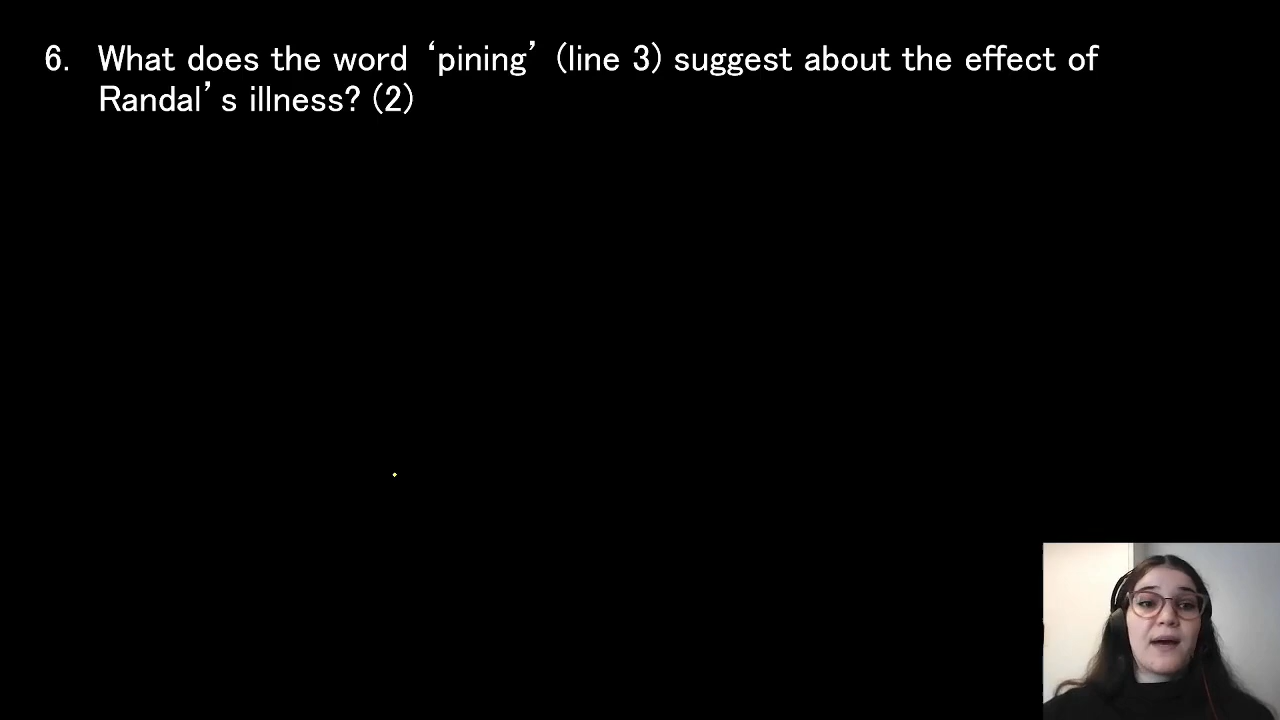 6. What does the word ‘pining’ (line 3) suggest about the effect of
Randal’s illness? (2)